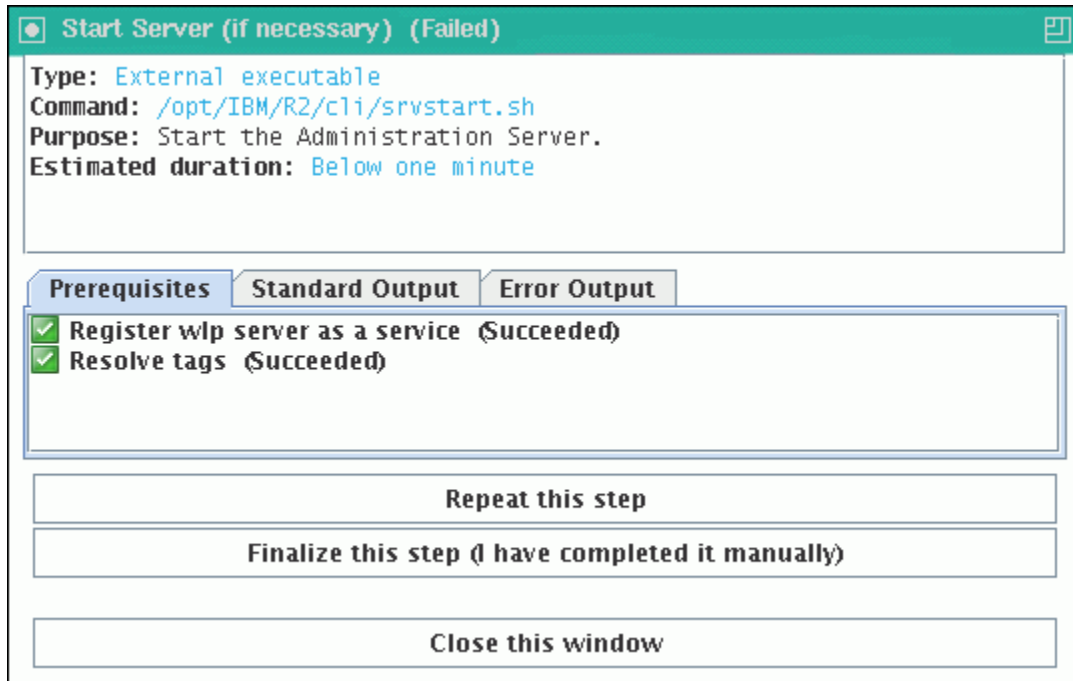 Start Server (if necessary) (Failed)
Type: External executable
Command: /opt/IBM/R2/cli/srvstart.sh
Purpose: Start the Administration Server.
Estimated duration: Below one minute
Prerequisites Standard Output Error Output
Register wlp server as a service (Succeeded)
Resolve tags (Succeeded)
Repeat this step
Finalize this step (I have completed it manually)
Close this window